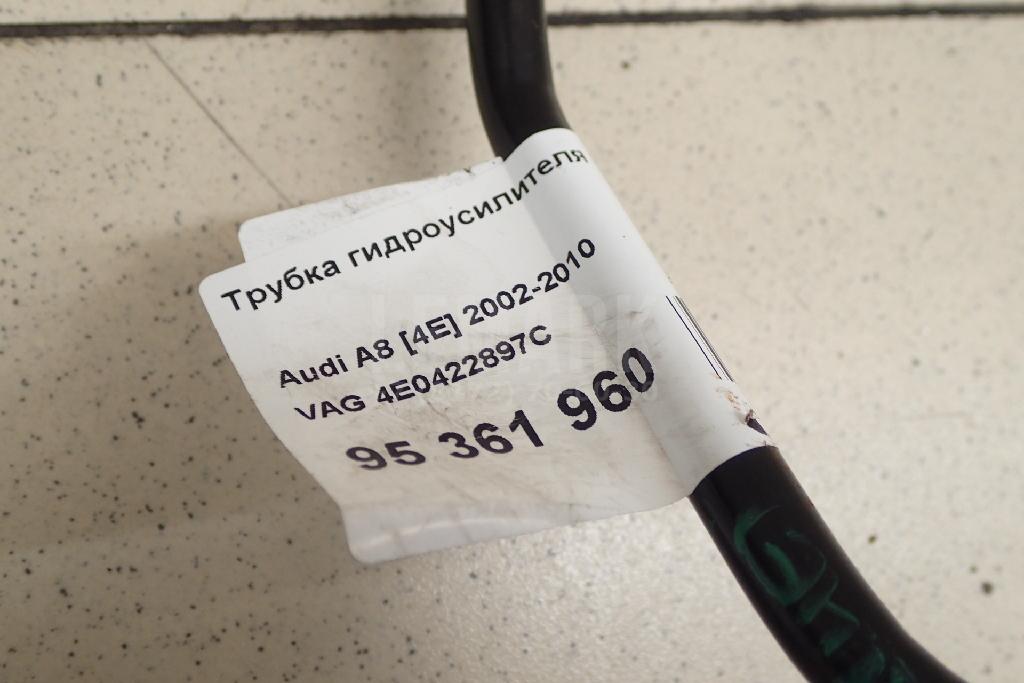 Трубка гидроусилителя
Audi A8 [4E] 2002-2010
VAG 4E0422897C
95 361 960